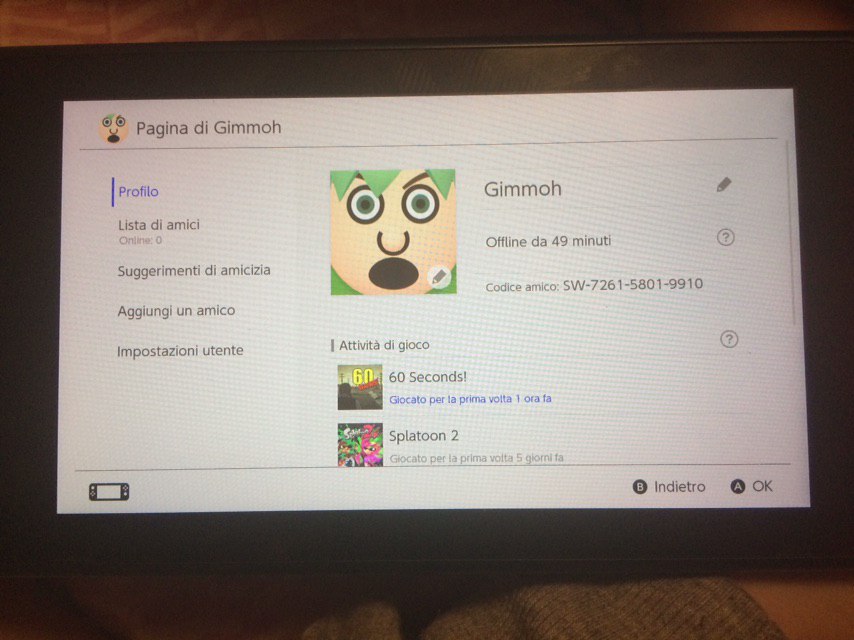 Pagina di Gimmoh
Profilo
Lista di amici
Online: 0
Suggerimenti di amicizia
Aggiungi un amico
Impostazioni utente
Gimmoh
Offline da 49 minuti
?
Codice amico: SW-7261-5801-9910
Attività di gioco
?
60
60 Seconds!
Giocato per la prima volta 1 ora fa
Splatoon 2
Giocato per la prima volta 5 giorni fa
B Indietro
A OK